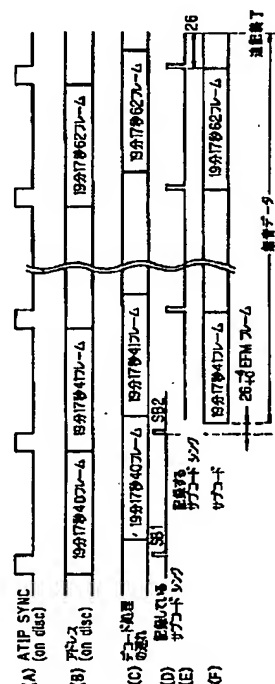 (A) ATIP SYNC
(on disc)
(B) アドレス
(on disc)
19分17秒40フレーム
19分17秒41フレーム
19分17秒62フレーム
(C) デコード処理
の遅れ
19分17秒40フレーム
19分17秒41フレーム
19分17秒62フレーム
(D) 記録している
サブコードシンク
SB1
SB2
(E) 記録する
サブコードシンク
26
(F) サブコード
19分17秒41フレーム
19分17秒62フレーム
EFMフレーム
無音データ
追記終了